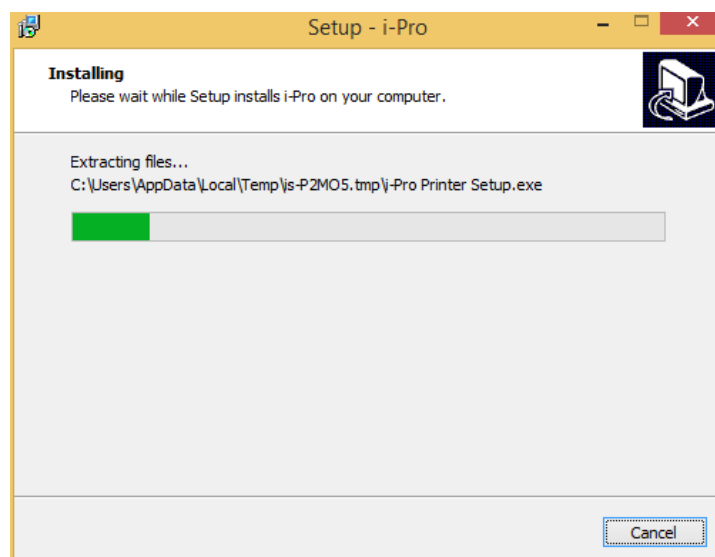 Setup - i-Pro
Installing
Please wait while Setup installs i-Pro on your computer.
Extracting files...
C:\Users\AppData\Local\Temp\is-P2MO5.tmp\i-Pro Printer Setup.exe
Cancel